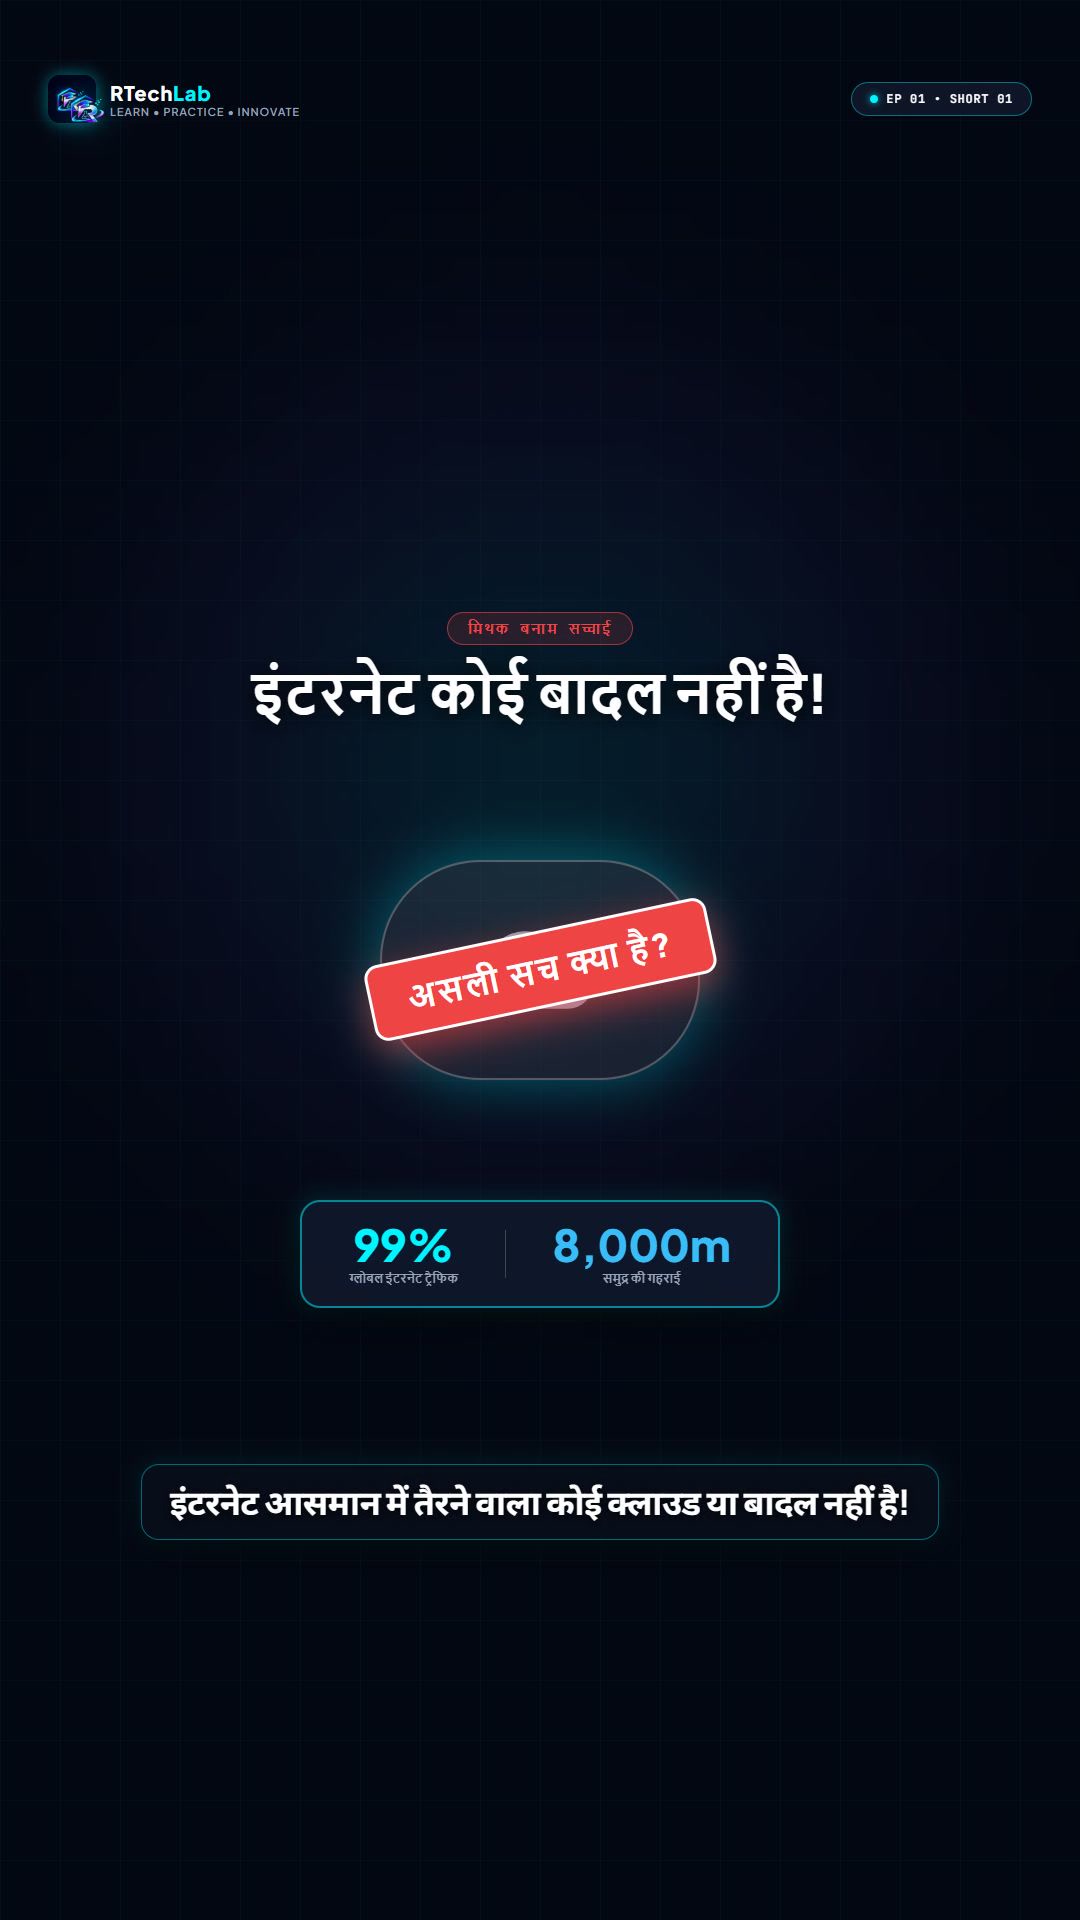 RTechLab
LEARN • PRACTICE • INNOVATE
EP 01 • SHORT 01
मिथक बनाम सच्चाई
इंटरनेट कोई बादल नहीं है!
असली सच क्या है?
99%
ग्लोबल इंटरनेट ट्रैफिक
8,000m
समुद्र की गहराई
इंटरनेट आसमान में तैरने वाला कोई क्लाउड या बादल नहीं है!